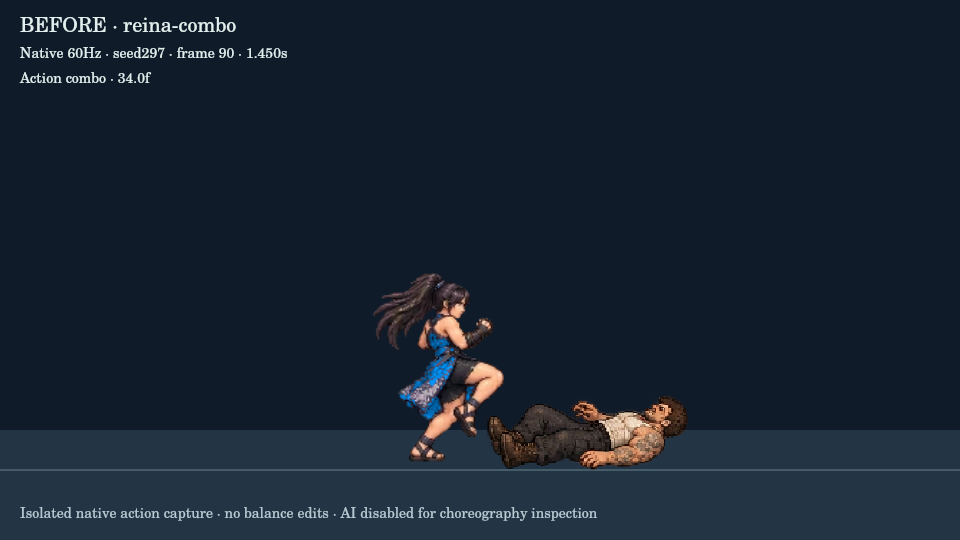 BEFORE · reina-combo
Native 60Hz · seed297 · frame 90 · 1.450s
Action combo · 34.0f
Isolated native action capture · no balance edits · AI disabled for choreography inspection